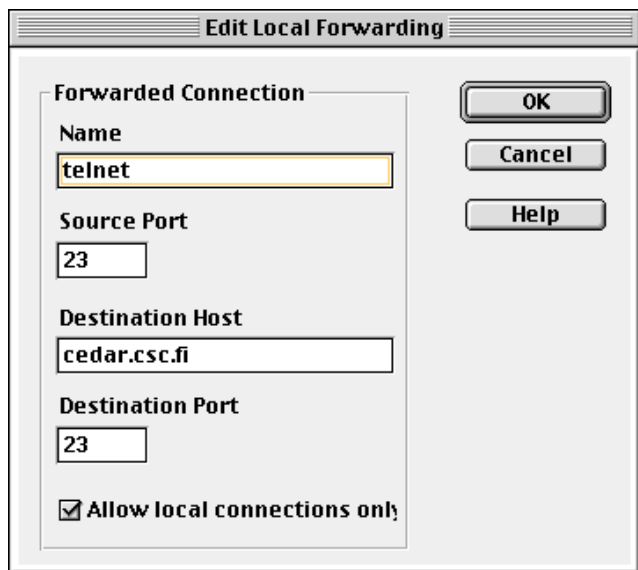 Edit Local Forwarding
Forwarded Connection
Name
telnet
Source Port
23
Destination Host
cedar.csc.fi
Destination Port
23
Allow local connections only
OK
Cancel
Help